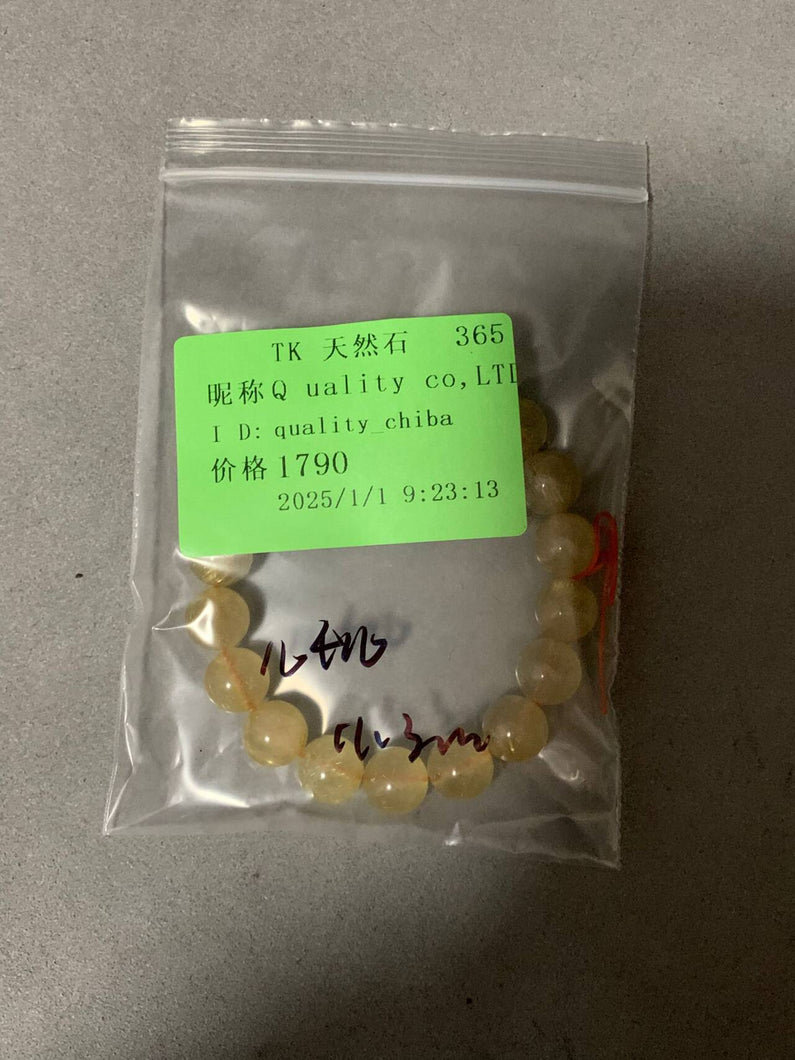 TK 天然石 365
昵称Q uality co,LTD
I D: quality_chiba
价格1790
2025/1/1 9:23:13